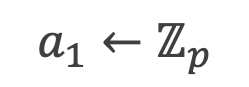 a₁ ← ℤₚ